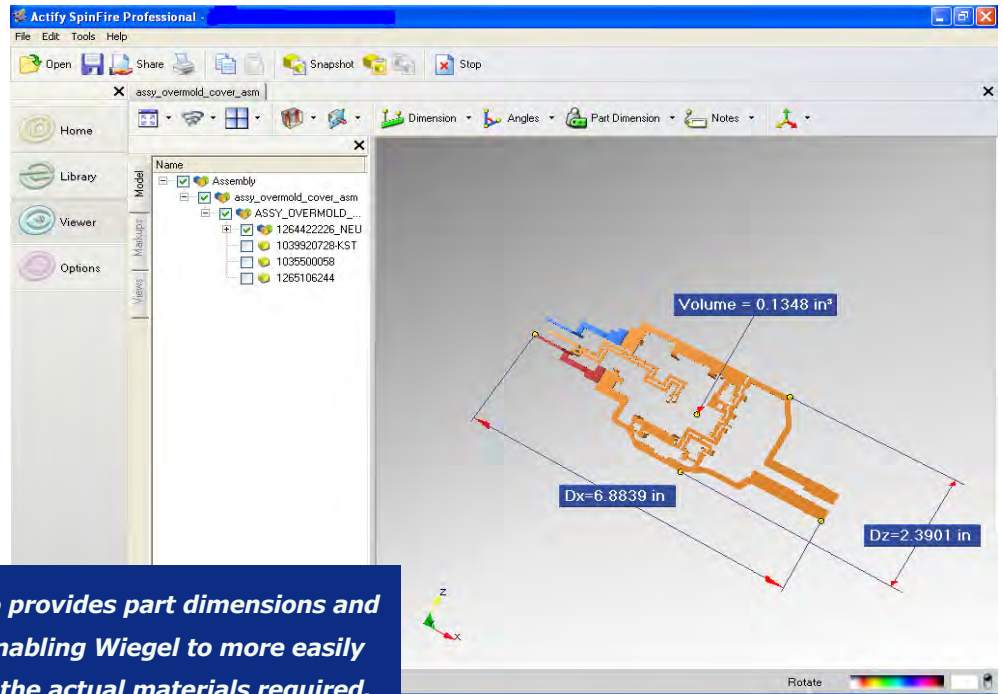 Actify SpinFire Professional -
File Edit Tools Help
Open Share Snapshot Stop
assy_overmold_cover_asm
Home
Library
Viewer
Options
Dimension Angles Part Dimension Notes
Model
Markups
Views
Name
Assembly
assy_overmold_cover_asm
ASSY_OVERMOLD_...
1264422226_NEU
1039920728-KST
1035500058
1265106244
Volume = 0.1348 in³
Dx=6.8839 in
Dz=2.3901 in
z
x
provides part dimensions and
nabling Wiegel to more easily
the actual materials required.
Rotate